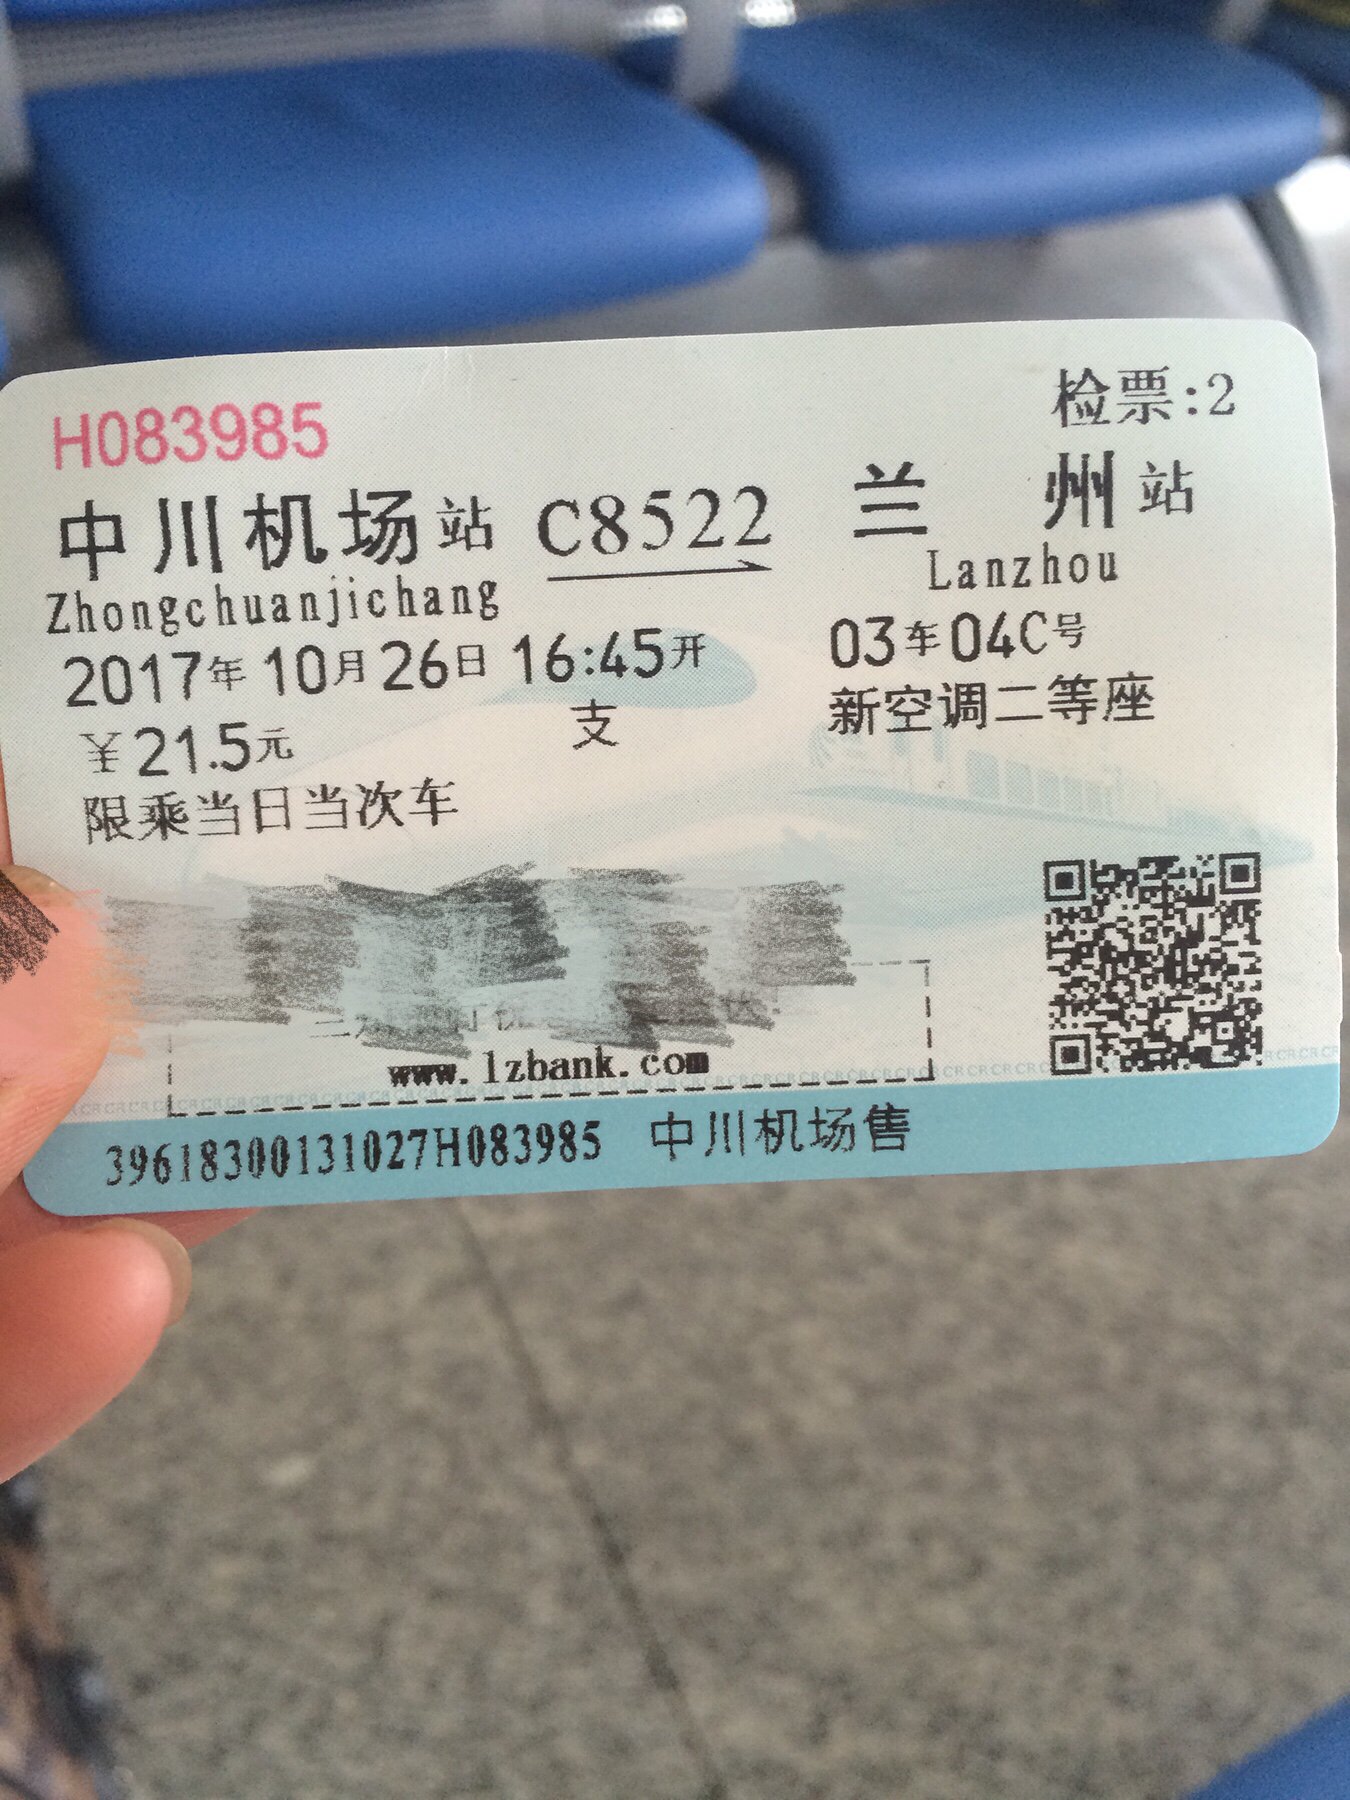 H083985
检票:2
中川机场站 C8522 兰州站
Zhongchuanjichang Lanzhou
2017年10月26日 16:45开 03车04C号
￥21.5元 支 新空调二等座
限乘当日当次车
www.lzbank.com
39618300131027H083985 中川机场售